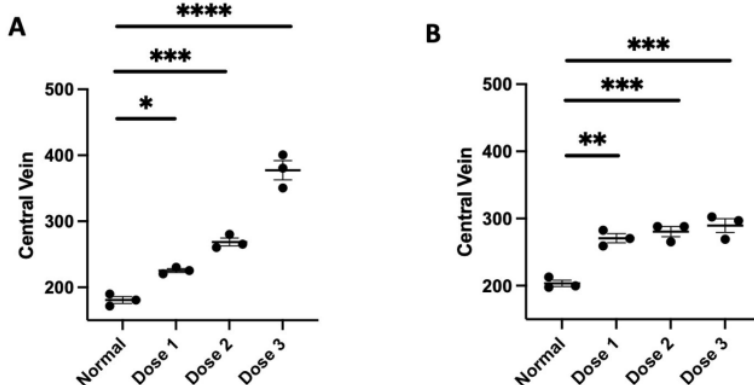 A
****
***
*
500
400
300
200
Central Vein
Normal
Dose 1
Dose 2
Dose 3
B
***
***
**
500
400
300
200
Central Vein
Normal
Dose 1
Dose 2
Dose 3